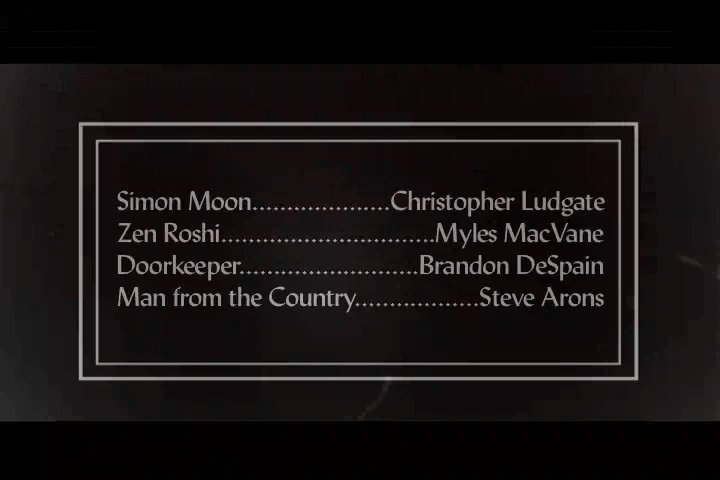 Simon Moon....................Christopher Ludgate
Zen Roshi...............................Myles MacVane
Doorkeeper..........................Brandon DeSpain
Man from the Country..................Steve Arons